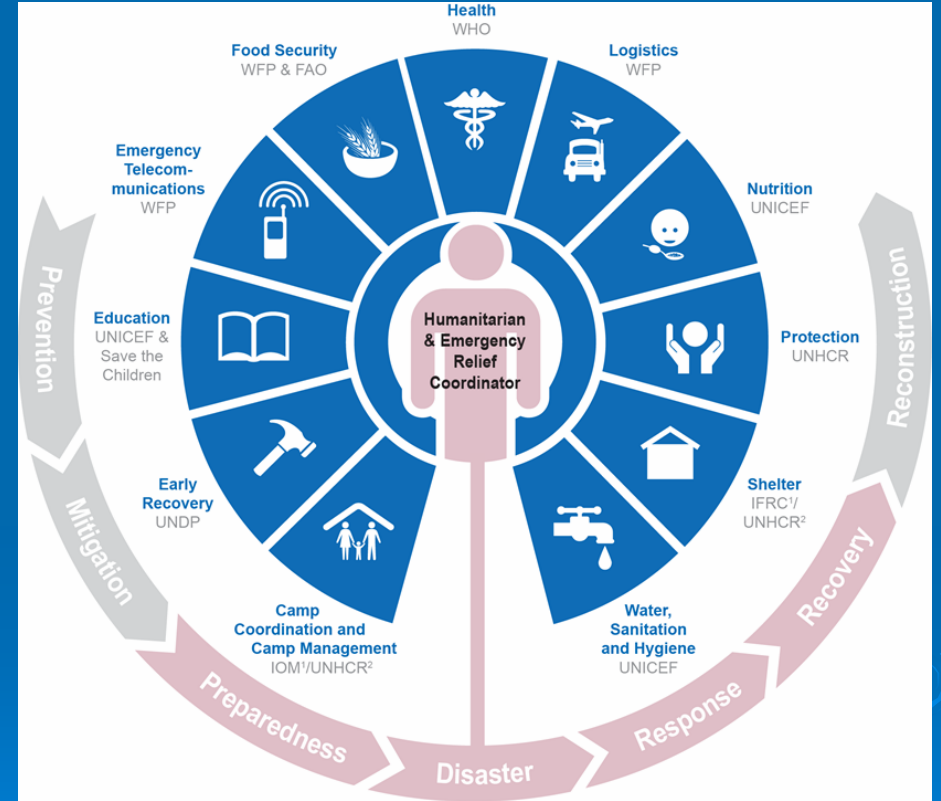 Health
WHO
Food Security
WFP & FAO
Logistics
WFP
Emergency
Telecom-
munications
WFP
Nutrition
UNICEF
Education
UNICEF &
Save the
Children
Humanitarian
& Emergency
Relief
Coordinator
Protection
UNHCR
Early
Recovery
UNDP
Shelter
IFRC¹/
UNHCR²
Camp
Coordination and
Camp Management
IOM¹/UNHCR²
Water,
Sanitation
and Hygiene
UNICEF
Prevention
Mitigation
Preparedness
Disaster
Response
Recovery
Reconstruction